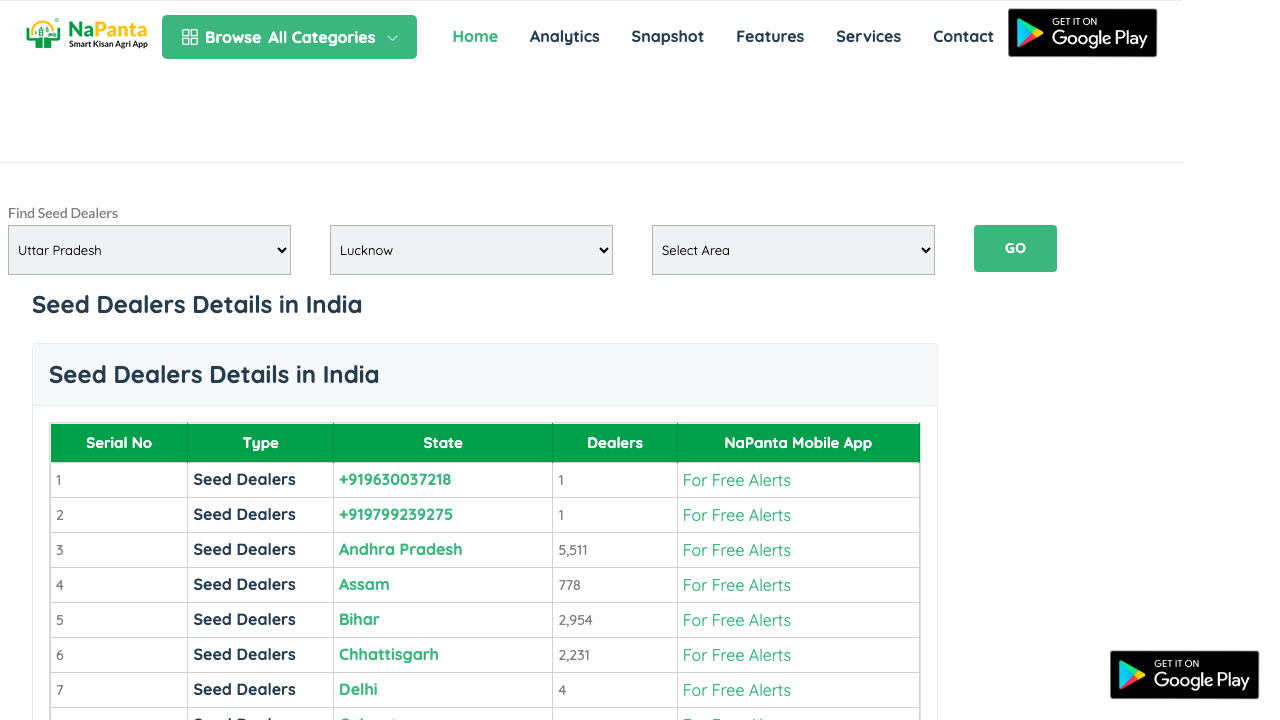 NaPanta
Smart Kisan Agri App
Browse All Categories
Home
Analytics
Snapshot
Features
Services
Contact
GET IT ON
Google Play
Find Seed Dealers
Uttar Pradesh
Lucknow
Select Area
GO
Seed Dealers Details in India
Seed Dealers Details in India
Serial No Type State Dealers NaPanta Mobile App
1 Seed Dealers +919630037218 1 For Free Alerts
2 Seed Dealers +919799239275 1 For Free Alerts
3 Seed Dealers Andhra Pradesh 5,511 For Free Alerts
4 Seed Dealers Assam 778 For Free Alerts
5 Seed Dealers Bihar 2,954 For Free Alerts
6 Seed Dealers Chhattisgarh 2,231 For Free Alerts
7 Seed Dealers Delhi 4 For Free Alerts
GET IT ON
Google Play